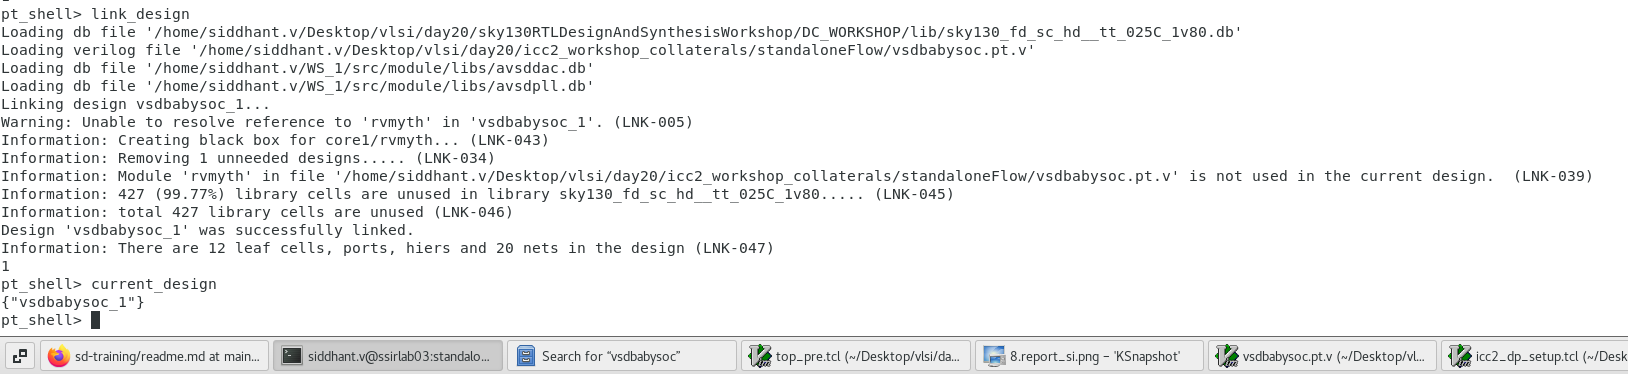 pt_shell> link_design
Loading db file '/home/siddhant.v/Desktop/vlsi/day20/sky130RTLDesignAndSynthesisWorkshop/DC_WORKSHOP/lib/sky130_fd_sc_hd__tt_025C_1v80.db'
Loading verilog file '/home/siddhant.v/Desktop/vlsi/day20/icc2_workshop_collaterals/standaloneFlow/vsdbabysoc.pt.v'
Loading db file '/home/siddhant.v/WS_1/src/module/libs/avsddac.db'
Loading db file '/home/siddhant.v/WS_1/src/module/libs/avsdpll.db'
Linking design vsdbabysoc_1...
Warning: Unable to resolve reference to 'rvmyth' in 'vsdbabysoc_1'. (LNK-005)
Information: Creating black box for core1/rvmyth... (LNK-043)
Information: Removing 1 unneeded designs..... (LNK-034)
Information: Module 'rvmyth' in file '/home/siddhant.v/Desktop/vlsi/day20/icc2_workshop_collaterals/standaloneFlow/vsdbabysoc.pt.v' is not used in the current design.  (LNK-039)
Information: 427 (99.77%) library cells are unused in library sky130_fd_sc_hd__tt_025C_1v80..... (LNK-045)
Information: total 427 library cells are unused (LNK-046)
Design 'vsdbabysoc_1' was successfully linked.
Information: There are 12 leaf cells, ports, hiers and 20 nets in the design (LNK-047)
1
pt_shell> current_design
{"vsdbabysoc_1"}
pt_shell>
sd-training/readme.md at main... siddhant.v@ssirlab03:standalo... Search for “vsdbabysoc” top_pre.tcl (~/Desktop/vlsi/da... 8.report_si.png – 'KSnapshot' vsdbabysoc.pt.v (~/Desktop/vl... icc2_dp_setup.tcl (~/Desk